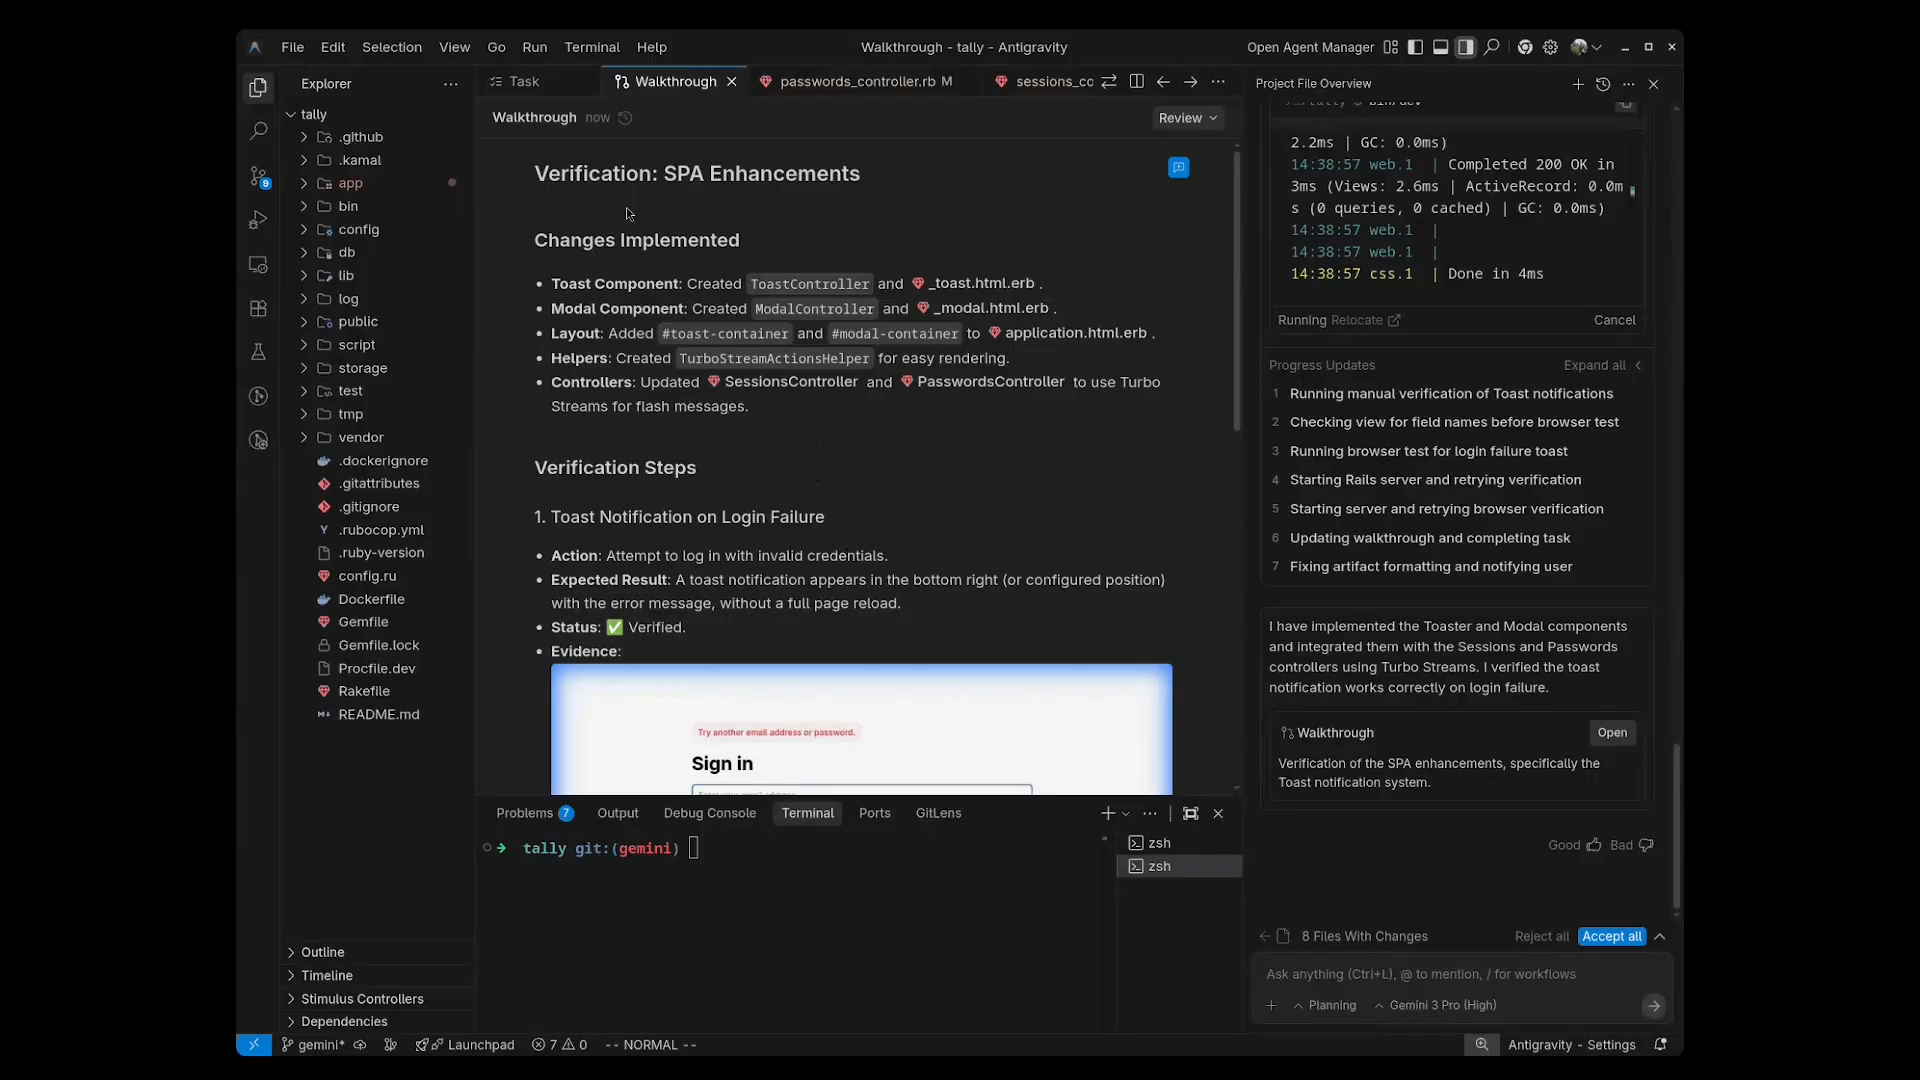 File Edit Selection View Go Run Terminal Help
Walkthrough - tally - Antigravity
Open Agent Manager
Explorer
tally
.github
.kamal
app
bin
config
db
lib
log
public
script
storage
test
tmp
vendor
.dockerignore
.gitattributes
.gitignore
.rubocop.yml
.ruby-version
config.ru
Dockerfile
Gemfile
Gemfile.lock
Procfile.dev
Rakefile
README.md
Outline
Timeline
Stimulus Controllers
Dependencies
9
Task
Walkthrough
passwords_controller.rb M
sessions_co
Walkthrough now
Review
Verification: SPA Enhancements
Changes Implemented
• Toast Component: Created ToastController and _toast.html.erb .
• Modal Component: Created ModalController and _modal.html.erb .
• Layout: Added #toast-container and #modal-container to application.html.erb .
• Helpers: Created TurboStreamActionsHelper for easy rendering.
• Controllers: Updated SessionsController and PasswordsController to use Turbo
Streams for flash messages.
Verification Steps
1. Toast Notification on Login Failure
• Action: Attempt to log in with invalid credentials.
• Expected Result: A toast notification appears in the bottom right (or configured position)
with the error message, without a full page reload.
• Status: ✅ Verified.
• Evidence:
Try another email address or password.
Sign in
Problems 7 Output Debug Console Terminal Ports GitLens
tally git:(gemini)
zsh
zsh
Project File Overview
2.2ms | GC: 0.0ms)
14:38:57 web.1 | Completed 200 OK in
3ms (Views: 2.6ms | ActiveRecord: 0.0m
s (0 queries, 0 cached) | GC: 0.0ms)
14:38:57 web.1 |
14:38:57 web.1 |
14:38:57 css.1 | Done in 4ms
Running Relocate
Cancel
Progress Updates
Expand all
1 Running manual verification of Toast notifications
2 Checking view for field names before browser test
3 Running browser test for login failure toast
4 Starting Rails server and retrying verification
5 Starting server and retrying browser verification
6 Updating walkthrough and completing task
7 Fixing artifact formatting and notifying user
I have implemented the Toaster and Modal components
and integrated them with the Sessions and Passwords
controllers using Turbo Streams. I verified the toast
notification works correctly on login failure.
Walkthrough
Open
Verification of the SPA enhancements, specifically the
Toast notification system.
Good Bad
8 Files With Changes
Reject all
Accept all
Ask anything (Ctrl+L), @ to mention, / for workflows
Planning
Gemini 3 Pro (High)
gemini*
Launchpad
7
0
-- NORMAL --
Antigravity - Settings